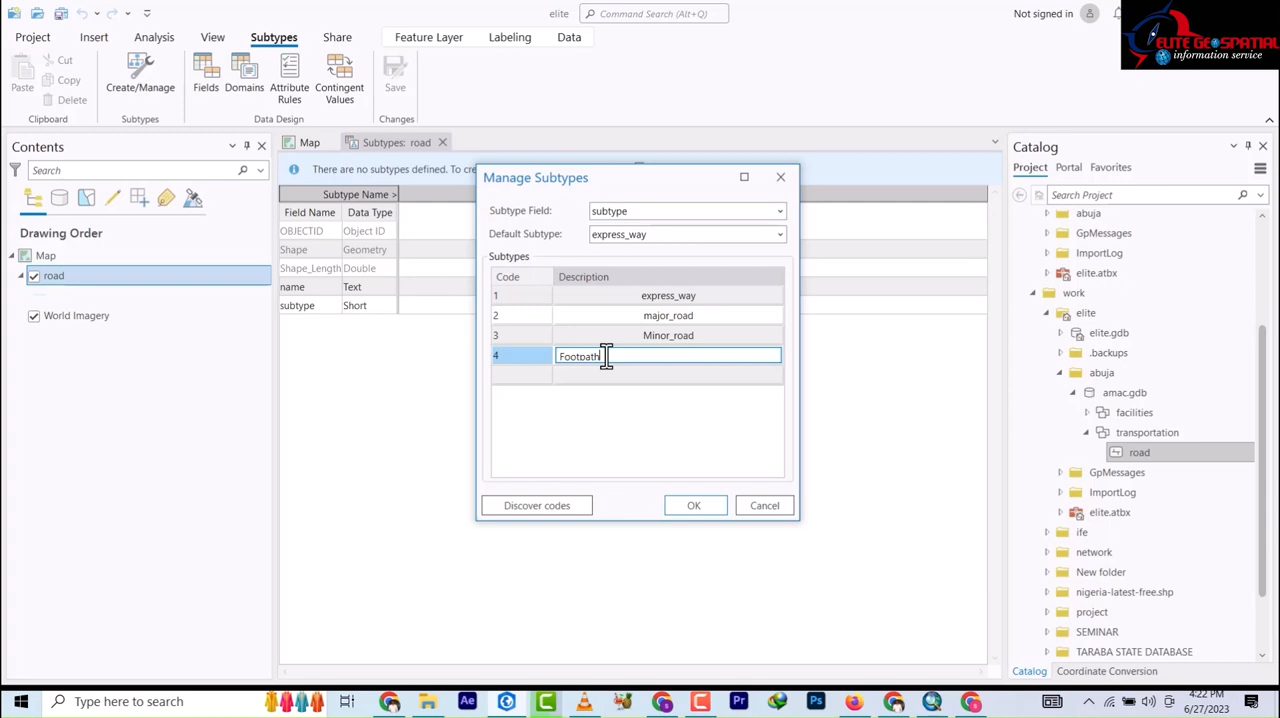 elite
Command Search (Alt+Q)
Not signed in
ELITE GEOSPATIAL
information service
Project
Insert
Analysis
View
Subtypes
Share
Feature Layer
Labeling
Data
Paste
Cut
Copy
Delete
Create/Manage
Fields
Domains
Attribute
Rules
Contingent
Values
Save
Clipboard
Subtypes
Data Design
Changes
Contents
Search
Drawing Order
Map
road
World Imagery
Map
Subtypes: road
There are no subtypes defined. To cre
Subtype Name >
Field Name
Data Type
OBJECTID
Object ID
Shape
Geometry
Shape_Length
Double
name
Text
subtype
Short
Manage Subtypes
Subtype Field:
subtype
Default Subtype:
express_way
Subtypes
Code
Description
1
express_way
2
major_road
3
Minor_road
4
Footpath
Discover codes
OK
Cancel
Catalog
Project
Portal
Favorites
Search Project
abuja
GpMessages
ImportLog
elite.atbx
work
elite
elite.gdb
.backups
abuja
amac.gdb
facilities
transportation
road
GpMessages
ImportLog
elite.atbx
ife
network
New folder
nigeria-latest-free.shp
project
SEMINAR
TARABA STATE DATABASE
Catalog
Coordinate Conversion
Type here to search
Ae
Pr
Ps
4:22 PM
6/27/2023